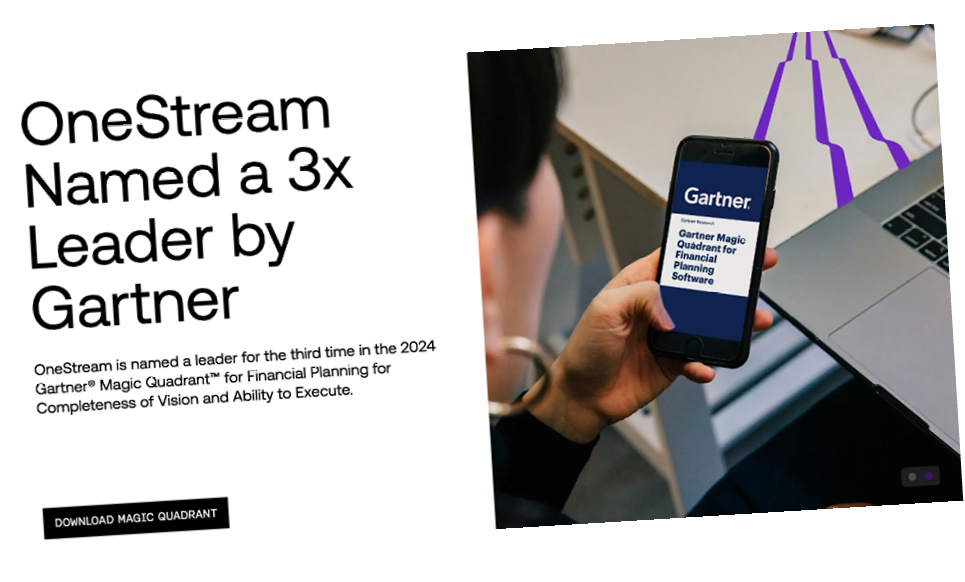 OneStream
Named a 3x
Leader by
Gartner
OneStream is named a leader for the third time in the 2024
Gartner® Magic Quadrant™ for Financial Planning for
Completeness of Vision and Ability to Execute.
DOWNLOAD MAGIC QUADRANT
Gartner.
Gartner Research
Gartner Magic
Quadrant for
Financial
Planning
Software